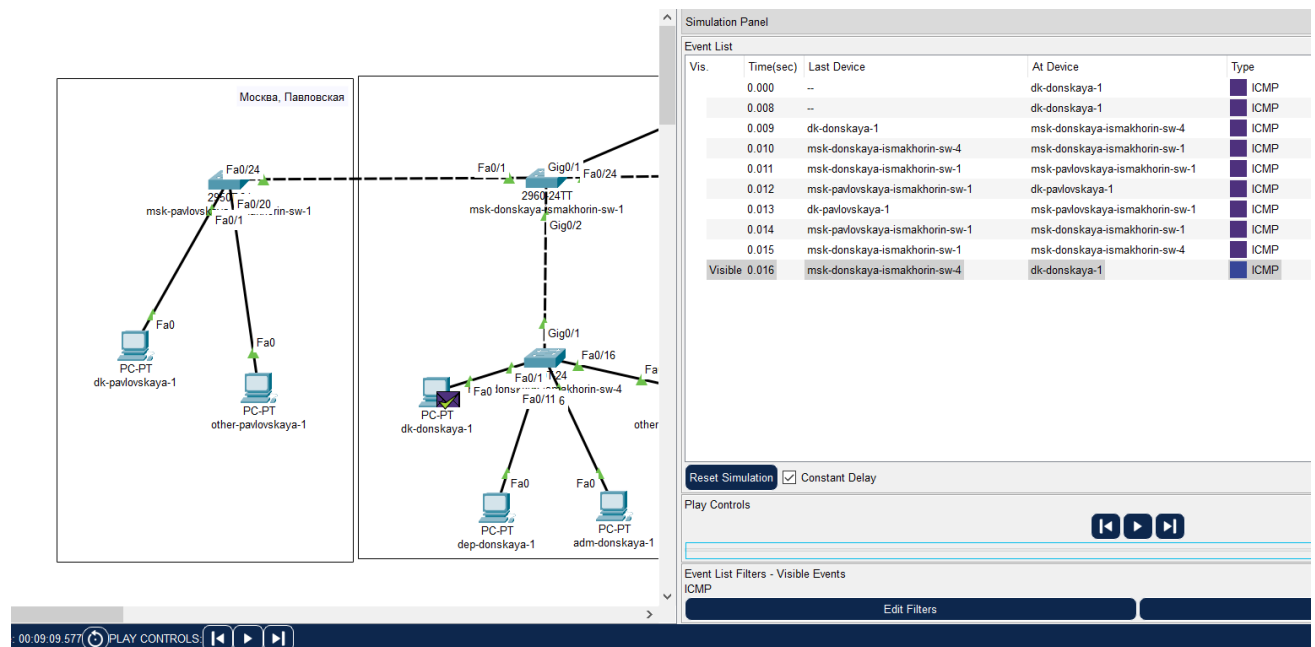 Москва, Павловская
Fa0/24
Fa0/20
Fa0/1
msk-pavlovsk
-sw-1
Fa0
PC-PT
dk-pavlovskaya-1
Fa0
PC-PT
other-pavlovskaya-1
Fa0/1
Gig0/1
Fa0/24
2960-24TT
msk-donskaya-ismakhorin-sw-1
Gig0/2
Gig0/1
Fa0/16
Fa0/1
T-24
Fa0
-sw-4
Fa0/11
6
Fa
PC-PT
dk-donskaya-1
other
Fa0
PC-PT
dep-donskaya-1
Fa0
PC-PT
adm-donskaya-1
Simulation Panel
Event List
Vis. Time(sec) Last Device At Device Type
0.000 -- dk-donskaya-1 ICMP
0.008 -- dk-donskaya-1 ICMP
0.009 dk-donskaya-1 msk-donskaya-ismakhorin-sw-4 ICMP
0.010 msk-donskaya-ismakhorin-sw-4 msk-donskaya-ismakhorin-sw-1 ICMP
0.011 msk-donskaya-ismakhorin-sw-1 msk-pavlovskaya-ismakhorin-sw-1 ICMP
0.012 msk-pavlovskaya-ismakhorin-sw-1 dk-pavlovskaya-1 ICMP
0.013 dk-pavlovskaya-1 msk-pavlovskaya-ismakhorin-sw-1 ICMP
0.014 msk-pavlovskaya-ismakhorin-sw-1 msk-donskaya-ismakhorin-sw-1 ICMP
0.015 msk-donskaya-ismakhorin-sw-1 msk-donskaya-ismakhorin-sw-4 ICMP
Visible 0.016 msk-donskaya-ismakhorin-sw-4 dk-donskaya-1 ICMP
Reset Simulation Constant Delay
Play Controls
Event List Filters - Visible Events
ICMP
Edit Filters
: 00:09:09.577 PLAY CONTROLS: